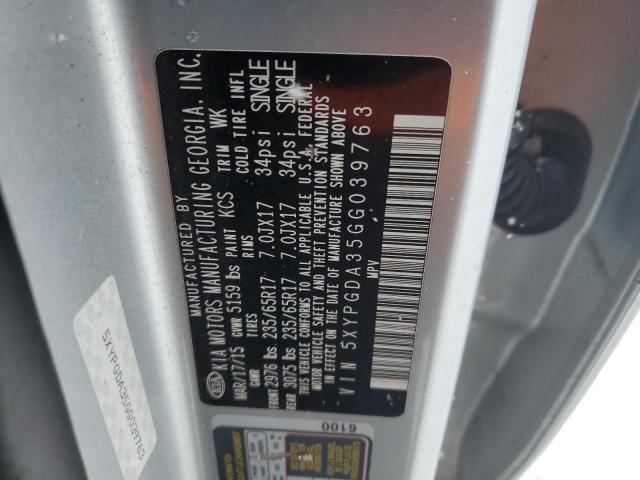 MANUFACTURED BY
KIA KIA MOTORS MANUFACTURING GEORGIA, INC.
MAR/17/15 GVWR 5159 lbs PAINT KCS TRIM WK
GAWR TIRES RIMS COLD TIRE INFL
FRONT 2976 lbs 235/65R17 7.0JX17 34psi SINGLE
REAR 3075 lbs 235/65R17 7.0JX17 34psi SINGLE
THIS VEHICLE CONFORMS TO ALL APPLICABLE U.S.A. FEDERAL
MOTOR VEHICLE SAFETY AND THEFT PREVENTION STANDARDS
IN EFFECT ON THE DATE OF MANUFACTURE SHOWN ABOVE
VIN 5XYPGDA35GG039763
MPV
5XYPGDA35GG039763
6100